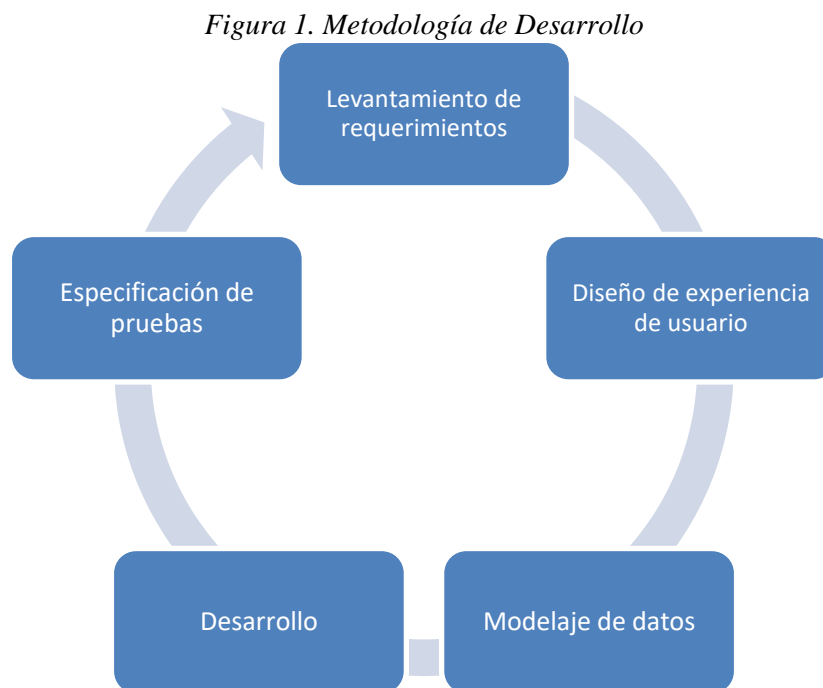 Figura 1. Metodología de Desarrollo
Levantamiento de
requerimientos
Diseño de experiencia
de usuario
Modelaje de datos
Desarrollo
Especificación de
pruebas